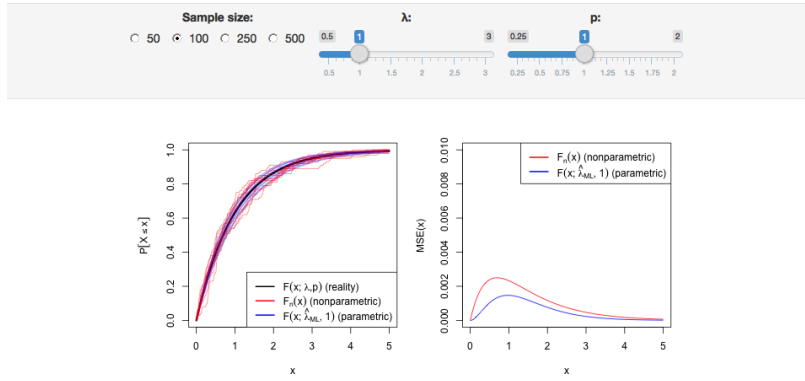 Sample size: λ: p:
50 100 250 500
0.5 1 3
0.5 1 1.5 2 2.5 3
0.25 1 2
0.25 0.5 0.75 1 1.25 1.5 1.75 2
P[X ≤ x]
0.0 0.2 0.4 0.6 0.8 1.0
F(x; λ,p) (reality)
Fₙ(x) (nonparametric)
F(x; λ̂_ML, 1) (parametric)
0 1 2 3 4 5
x
MSE(x)
0.000 0.002 0.004 0.006 0.008 0.010
Fₙ(x) (nonparametric)
F(x; λ̂_ML, 1) (parametric)
0 1 2 3 4 5
x